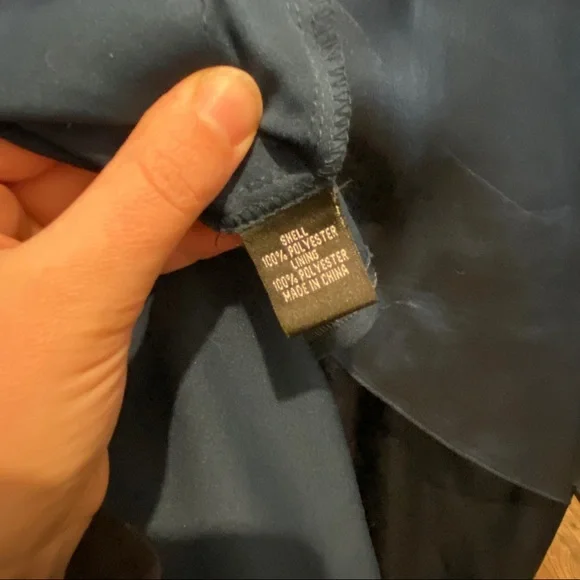 SHELL
100% POLYESTER
LINING
100% POLYESTER
MADE IN CHINA